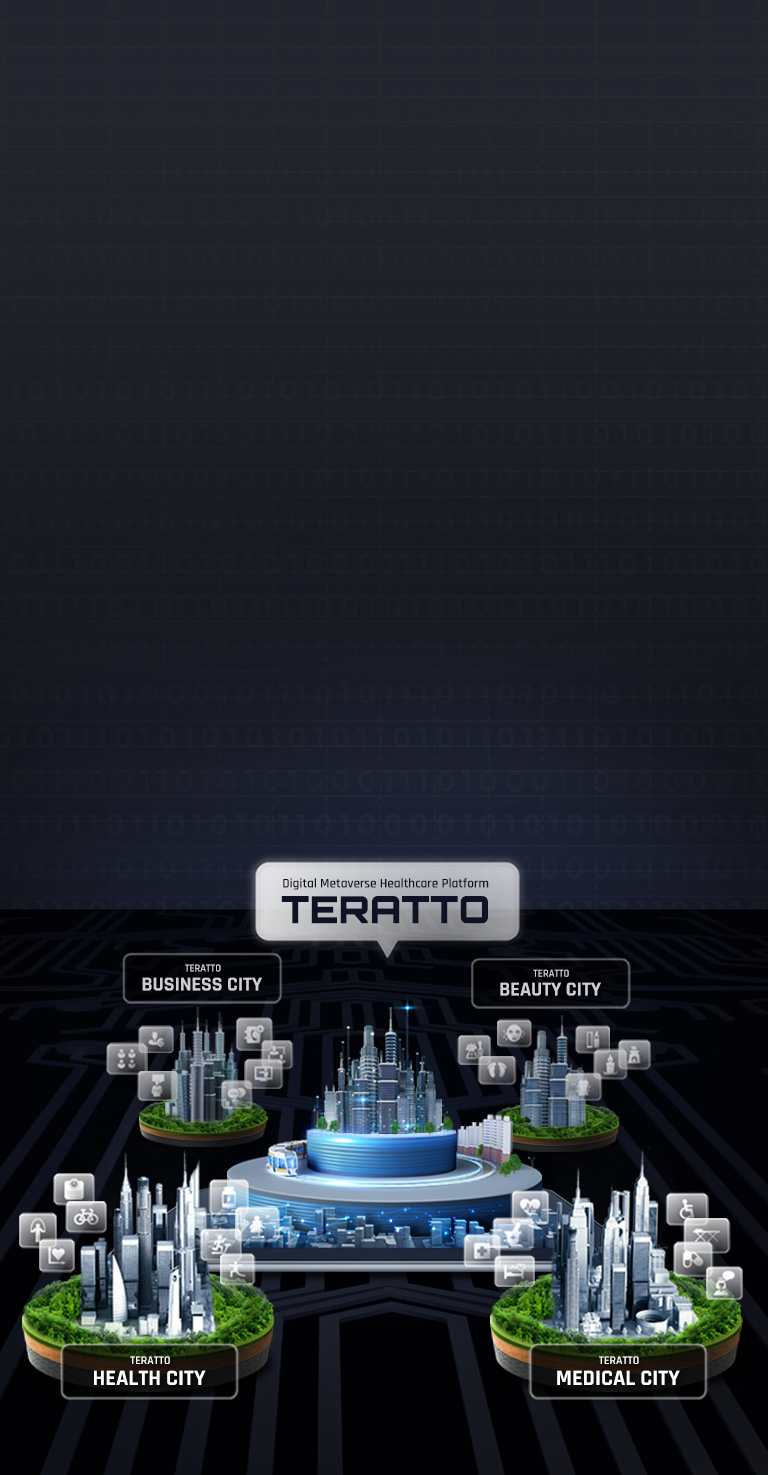 Digital Metaverse Healthcare Platform
TERATTO
TERATTO
BUSINESS CITY
TERATTO
BEAUTY CITY
TERATTO
HEALTH CITY
TERATTO
MEDICAL CITY